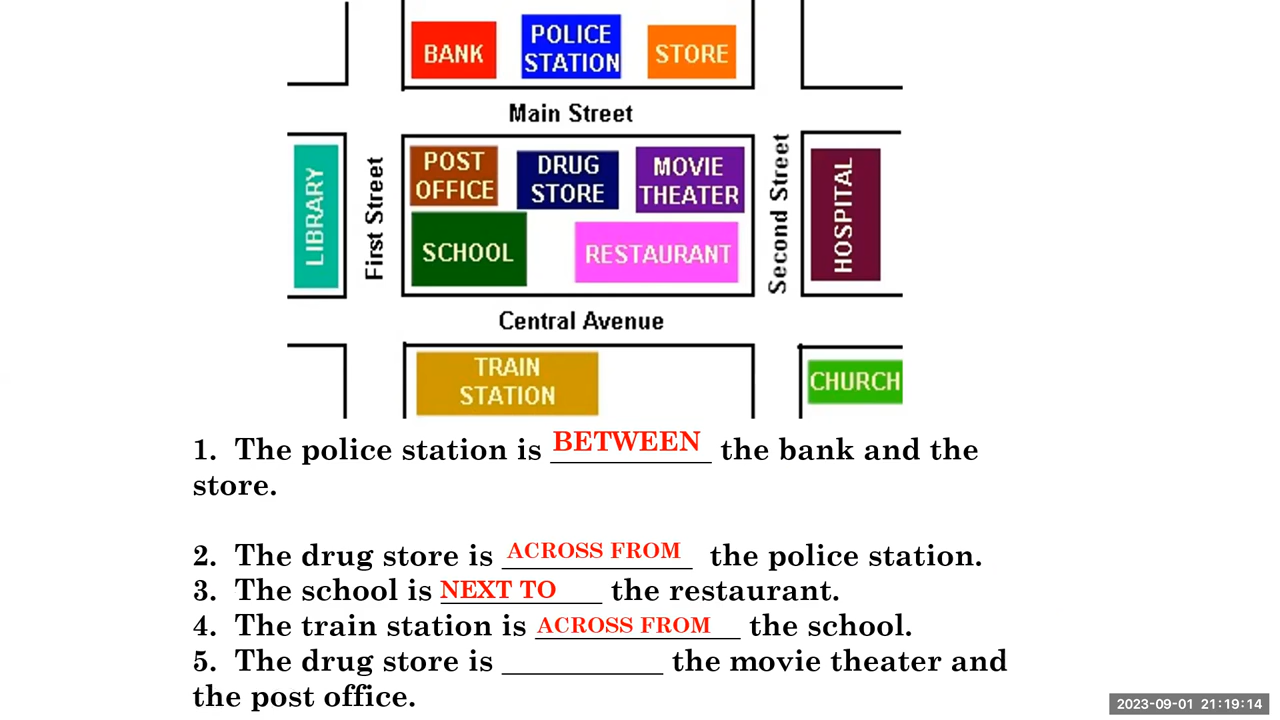 BANK
POLICE
STATION
STORE
Main Street
LIBRARY
First Street
POST
OFFICE
DRUG
STORE
MOVIE
THEATER
SCHOOL
RESTAURANT
Second Street
HOSPITAL
Central Avenue
TRAIN
STATION
CHURCH
1. The police station is BETWEEN the bank and the
store.
2. The drug store is ACROSS FROM the police station.
3. The school is NEXT TO the restaurant.
4. The train station is ACROSS FROM the school.
5. The drug store is ___________ the movie theater and
the post office.
2023-09-01 21:19:14